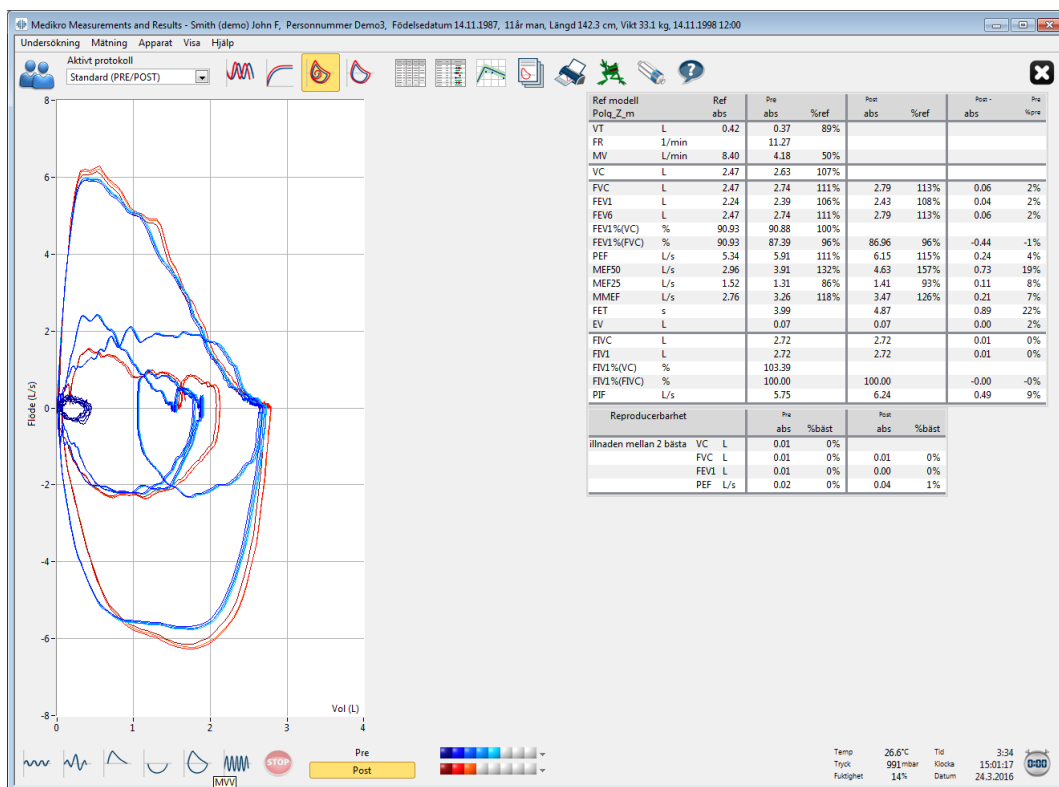 Medikro Measurements and Results - Smith (demo) John F, Personnummer Demo3, Födelsedatum 14.11.1987, 11år man, Längd 142.3 cm, Vikt 33.1 kg, 14.11.1998 12:00
Undersökning Mätning Apparat Visa Hjälp
Aktivt protokoll
Standard (PRE/POST)
Ref modell Ref Pre Post Post - Pre
Polg_Z_m abs abs %ref abs %ref abs %pre
VT L 0.42 0.37 89%
FR 1/min 11.27
MV L/min 8.40 4.18 50%
VC L 2.47 2.63 107%
FVC L 2.47 2.74 111% 2.79 113% 0.06 2%
FEV1 L 2.24 2.39 106% 2.43 108% 0.04 2%
FEV6 L 2.47 2.74 111% 2.79 113% 0.06 2%
FEV1%(VC) % 90.93 90.88 100%
FEV1%(FVC) % 90.93 87.39 96% 86.96 96% -0.44 -1%
PEF L/s 5.34 5.91 111% 6.15 115% 0.24 4%
MEF50 L/s 2.96 3.91 132% 4.63 157% 0.73 19%
MEF25 L/s 1.52 1.31 86% 1.41 93% 0.11 8%
MMEF L/s 2.76 3.26 118% 3.47 126% 0.21 7%
FET s 3.99 4.87 0.89 22%
EV L 0.07 0.07 0.00 2%
FIVC L 2.72 2.72 0.01 0%
FIV1 L 2.72 2.72 0.01 0%
FIV1%(VC) % 103.39
FIV1%(FIVC) % 100.00 100.00 -0.00 -0%
PIF L/s 5.75 6.24 0.49 9%
Reproducerbarhet Pre Post
abs %bäst abs %bäst
illnaden mellan 2 bästa VC L 0.01 0%
FVC L 0.01 0% 0.01 0%
FEV1 L 0.01 0% 0.00 0%
PEF L/s 0.02 0% 0.04 1%
Flöde (L/s)
8
6
4
2
0
-2
-4
-6
-8
Vol (L)
0 1 2 3 4
STOP
MVV
Pre
Post
Temp 26.6°C Tid 3:34
Tryck 991 mbar Klocka 15:01:17
Fuktighet 14% Datum 24.3.2016
0:00